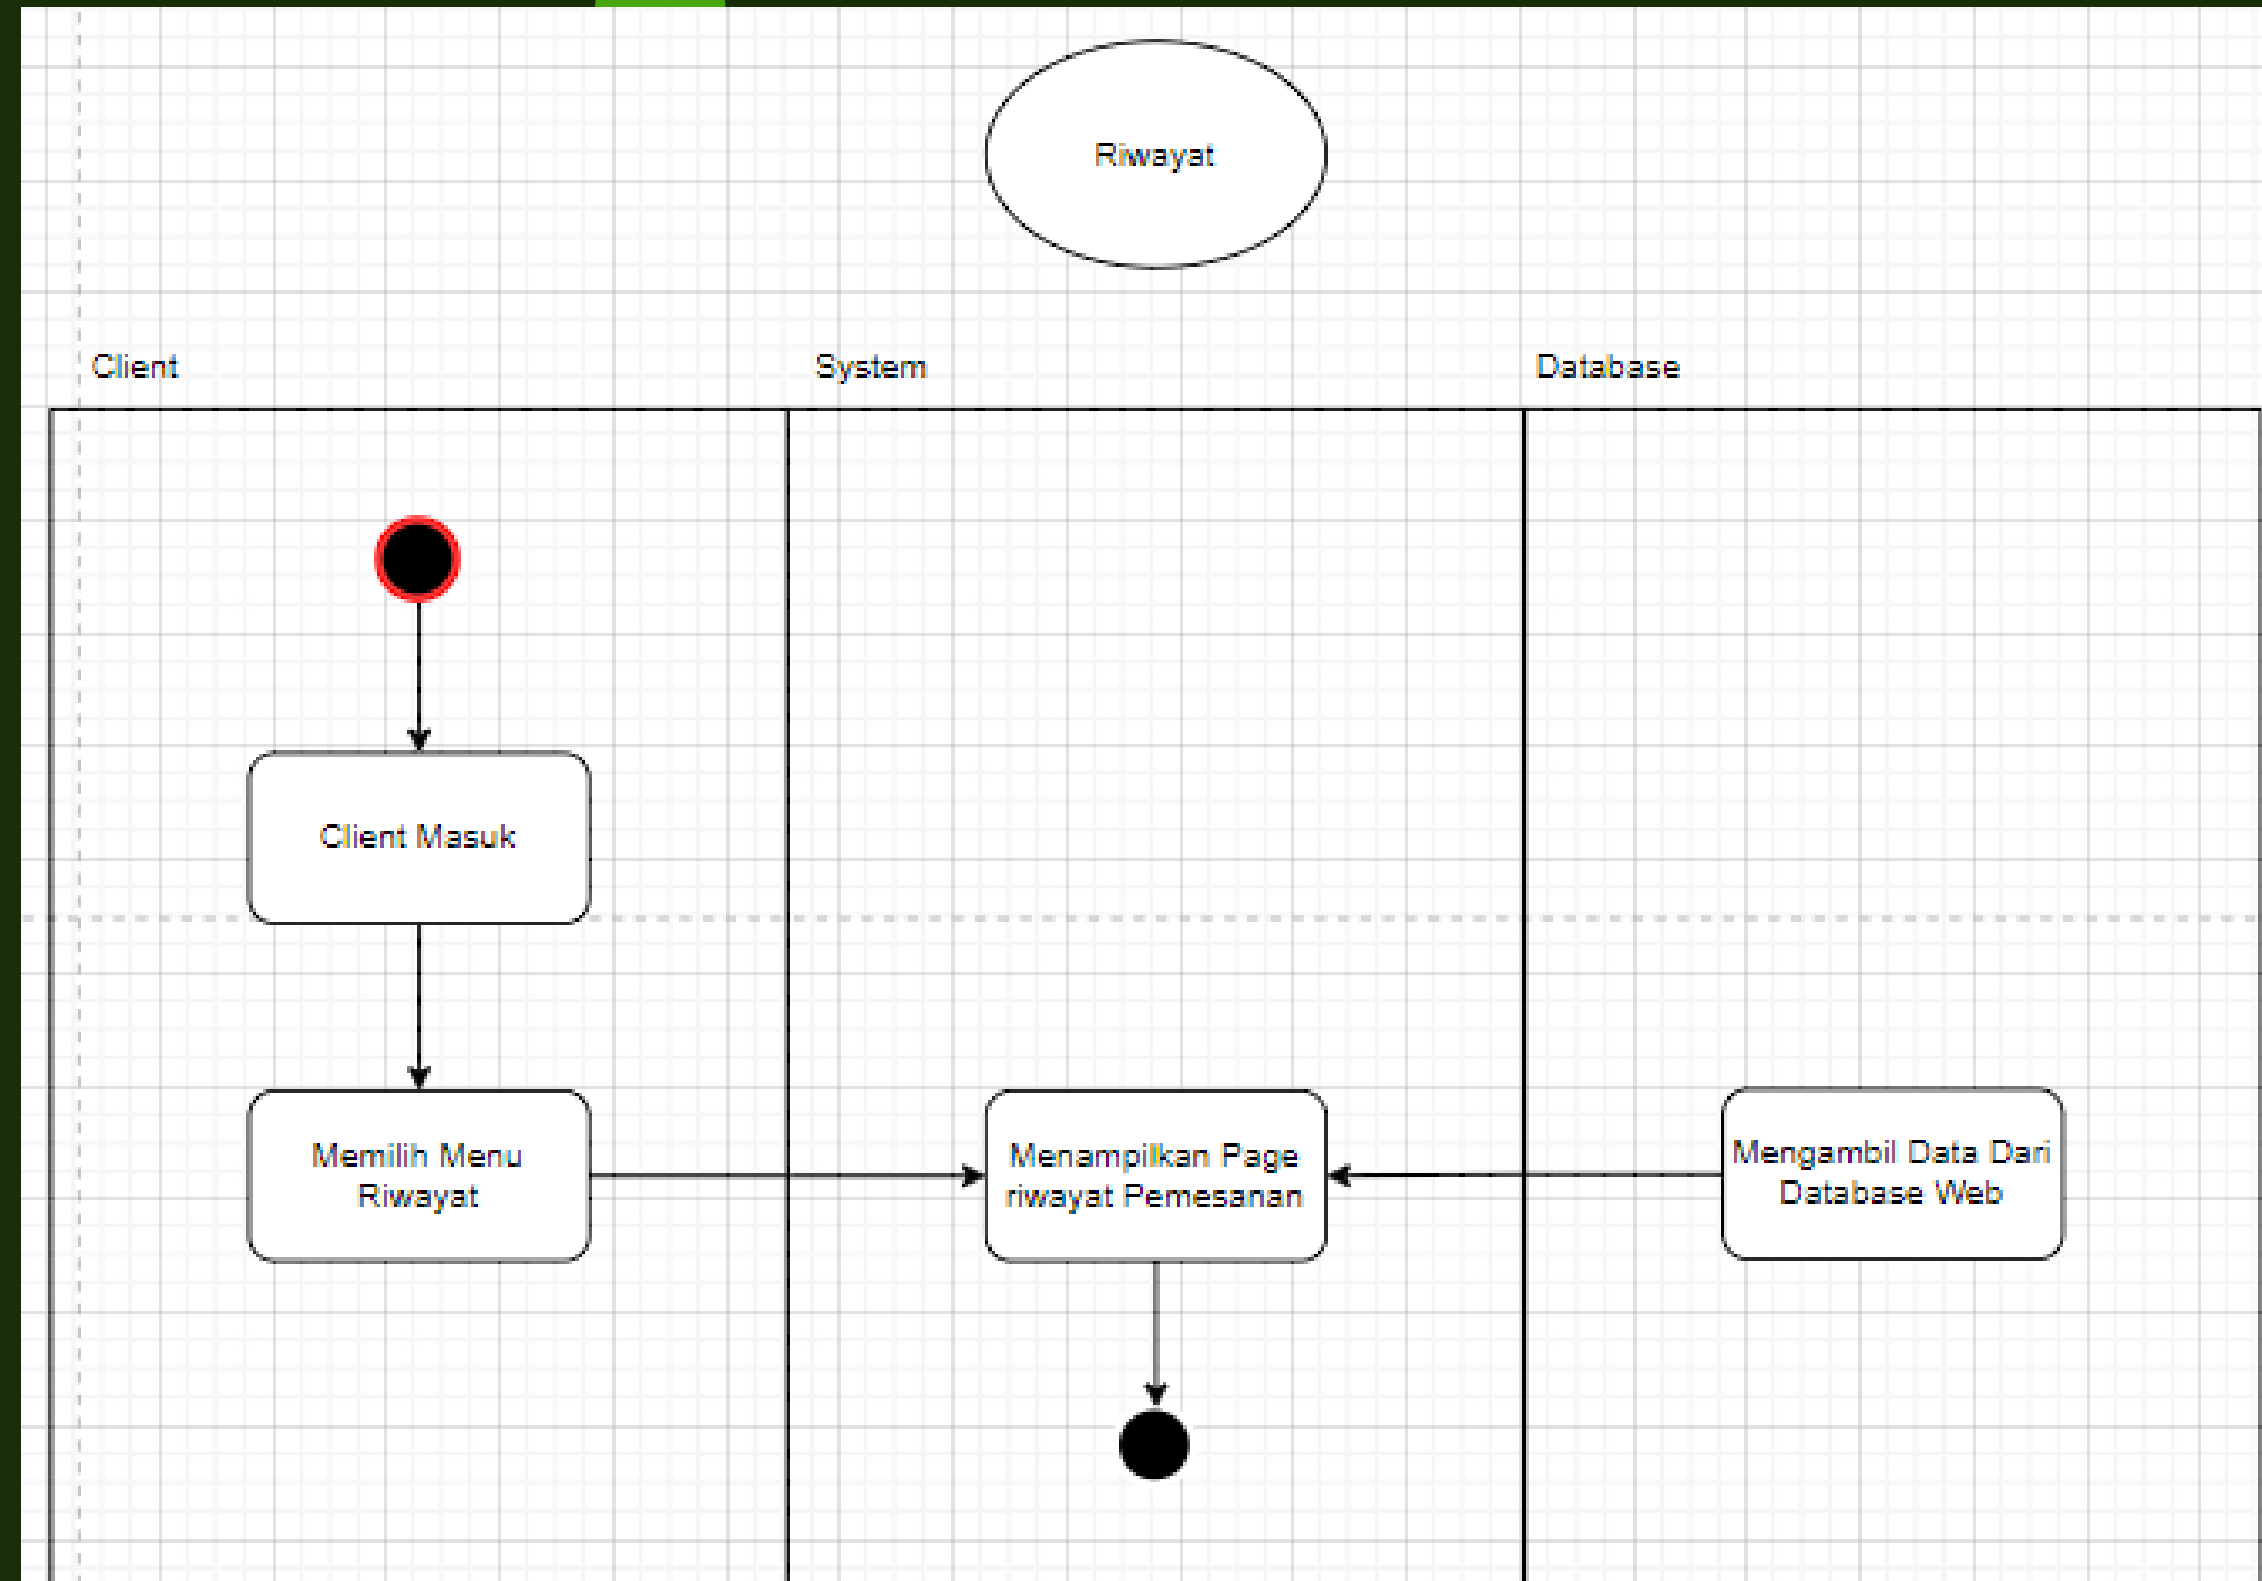 Riwayat
Client
System
Database
Client Masuk
Memilih Menu
Riwayat
Menampilkan Page
riwayat Pemesanan
Mengambil Data Dari
Database Web